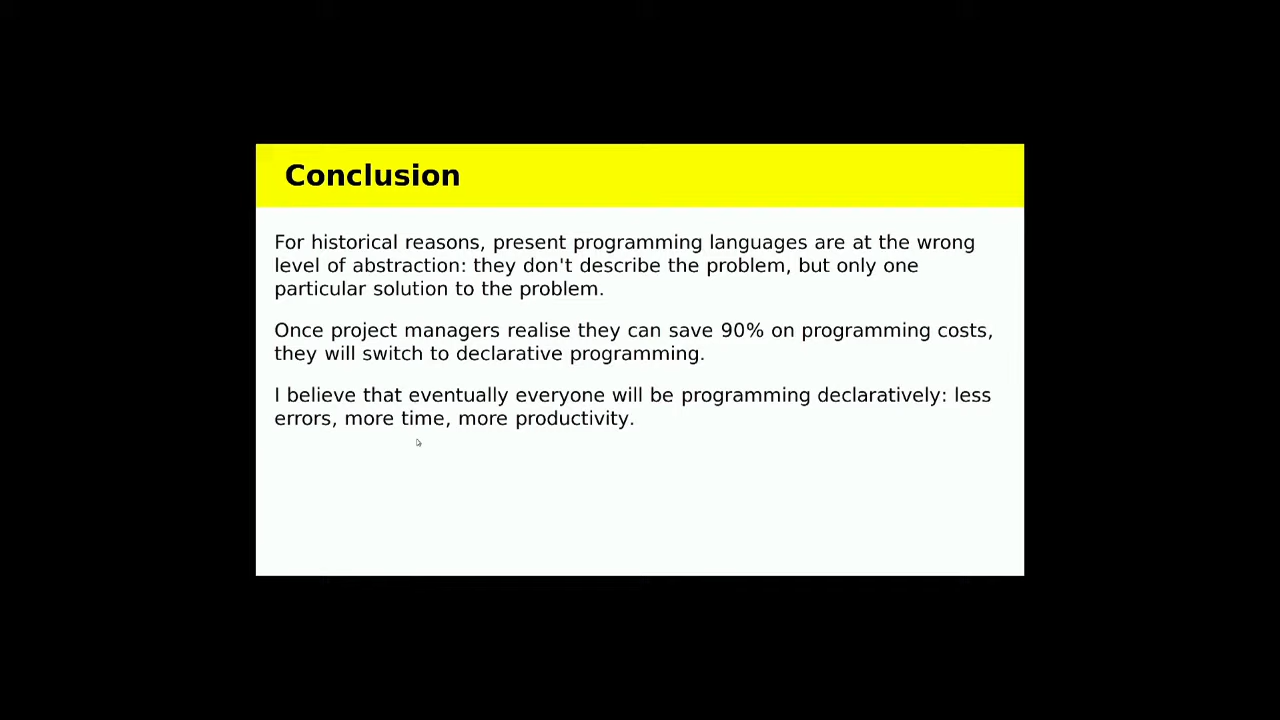 Conclusion
For historical reasons, present programming languages are at the wrong
level of abstraction: they don't describe the problem, but only one
particular solution to the problem.
Once project managers realise they can save 90% on programming costs,
they will switch to declarative programming.
I believe that eventually everyone will be programming declaratively: less
errors, more time, more productivity.